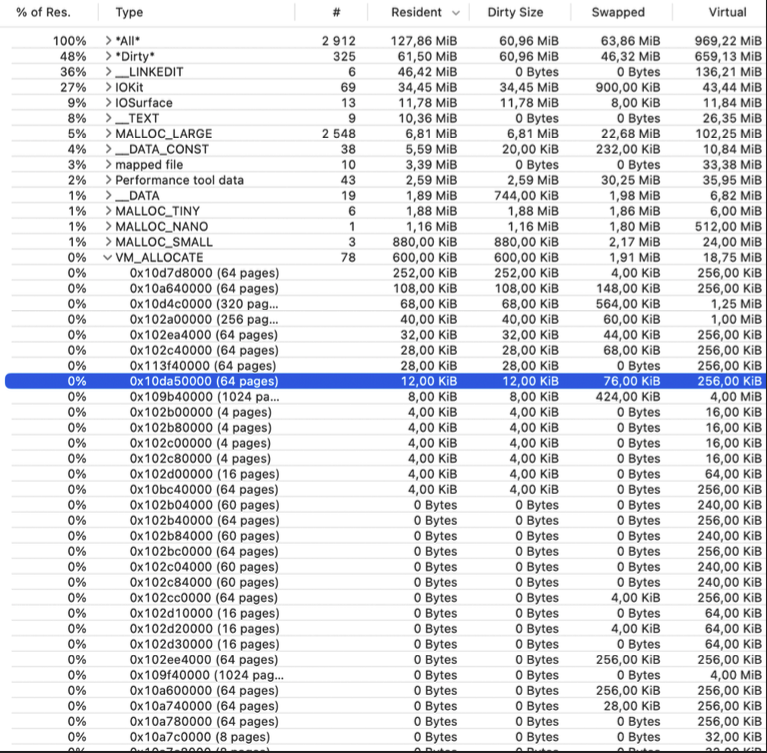 % of Res. Type # Resident Dirty Size Swapped Virtual
100% *All* 2 912 127,86 MiB 60,96 MiB 63,86 MiB 969,22 MiB
48% *Dirty* 325 61,50 MiB 60,96 MiB 46,32 MiB 659,13 MiB
36% __LINKEDIT 6 46,42 MiB 0 Bytes 0 Bytes 136,21 MiB
27% IOKit 69 34,45 MiB 34,45 MiB 900,00 KiB 43,44 MiB
9% IOSurface 13 11,78 MiB 11,78 MiB 8,00 KiB 11,84 MiB
8% __TEXT 9 10,36 MiB 0 Bytes 0 Bytes 26,35 MiB
5% MALLOC_LARGE 2 548 6,81 MiB 6,81 MiB 22,68 MiB 102,25 MiB
4% __DATA_CONST 38 5,59 MiB 20,00 KiB 232,00 KiB 10,84 MiB
3% mapped file 10 3,39 MiB 0 Bytes 0 Bytes 33,38 MiB
2% Performance tool data 43 2,59 MiB 2,59 MiB 30,25 MiB 35,95 MiB
1% __DATA 19 1,89 MiB 744,00 KiB 1,98 MiB 6,82 MiB
1% MALLOC_TINY 6 1,88 MiB 1,88 MiB 1,86 MiB 6,00 MiB
1% MALLOC_NANO 1 1,16 MiB 1,16 MiB 1,80 MiB 512,00 MiB
1% MALLOC_SMALL 3 880,00 KiB 880,00 KiB 2,17 MiB 24,00 MiB
0% VM_ALLOCATE 78 600,00 KiB 600,00 KiB 1,91 MiB 18,75 MiB
0% 0x10d7d8000 (64 pages) 252,00 KiB 252,00 KiB 4,00 KiB 256,00 KiB
0% 0x10a640000 (64 pages) 108,00 KiB 108,00 KiB 148,00 KiB 256,00 KiB
0% 0x10d4c0000 (320 pag... 68,00 KiB 68,00 KiB 564,00 KiB 1,25 MiB
0% 0x102a00000 (256 pag... 40,00 KiB 40,00 KiB 60,00 KiB 1,00 MiB
0% 0x102ea4000 (64 pages) 32,00 KiB 32,00 KiB 44,00 KiB 256,00 KiB
0% 0x102c40000 (64 pages) 28,00 KiB 28,00 KiB 68,00 KiB 256,00 KiB
0% 0x113f40000 (64 pages) 28,00 KiB 28,00 KiB 0 Bytes 256,00 KiB
0% 0x10da50000 (64 pages) 12,00 KiB 12,00 KiB 76,00 KiB 256,00 KiB
0% 0x109b40000 (1024 pa... 8,00 KiB 8,00 KiB 424,00 KiB 4,00 MiB
0% 0x102b00000 (4 pages) 4,00 KiB 4,00 KiB 0 Bytes 16,00 KiB
0% 0x102b80000 (4 pages) 4,00 KiB 4,00 KiB 0 Bytes 16,00 KiB
0% 0x102c00000 (4 pages) 4,00 KiB 4,00 KiB 0 Bytes 16,00 KiB
0% 0x102c80000 (4 pages) 4,00 KiB 4,00 KiB 0 Bytes 16,00 KiB
0% 0x102d00000 (16 pages) 4,00 KiB 4,00 KiB 0 Bytes 64,00 KiB
0% 0x10bc40000 (64 pages) 4,00 KiB 4,00 KiB 0 Bytes 256,00 KiB
0% 0x102b04000 (60 pages) 0 Bytes 0 Bytes 0 Bytes 240,00 KiB
0% 0x102b40000 (64 pages) 0 Bytes 0 Bytes 0 Bytes 256,00 KiB
0% 0x102b84000 (60 pages) 0 Bytes 0 Bytes 0 Bytes 240,00 KiB
0% 0x102bc0000 (64 pages) 0 Bytes 0 Bytes 0 Bytes 256,00 KiB
0% 0x102c04000 (60 pages) 0 Bytes 0 Bytes 0 Bytes 240,00 KiB
0% 0x102c84000 (60 pages) 0 Bytes 0 Bytes 0 Bytes 240,00 KiB
0% 0x102cc0000 (64 pages) 0 Bytes 0 Bytes 4,00 KiB 256,00 KiB
0% 0x102d10000 (16 pages) 0 Bytes 0 Bytes 0 Bytes 64,00 KiB
0% 0x102d20000 (16 pages) 0 Bytes 0 Bytes 4,00 KiB 64,00 KiB
0% 0x102d30000 (16 pages) 0 Bytes 0 Bytes 0 Bytes 64,00 KiB
0% 0x102ee4000 (64 pages) 0 Bytes 0 Bytes 256,00 KiB 256,00 KiB
0% 0x109f40000 (1024 pag... 0 Bytes 0 Bytes 0 Bytes 4,00 MiB
0% 0x10a600000 (64 pages) 0 Bytes 0 Bytes 256,00 KiB 256,00 KiB
0% 0x10a740000 (64 pages) 0 Bytes 0 Bytes 28,00 KiB 256,00 KiB
0% 0x10a780000 (64 pages) 0 Bytes 0 Bytes 0 Bytes 256,00 KiB
0% 0x10a7c0000 (8 pages) 0 Bytes 0 Bytes 0 Bytes 32,00 KiB